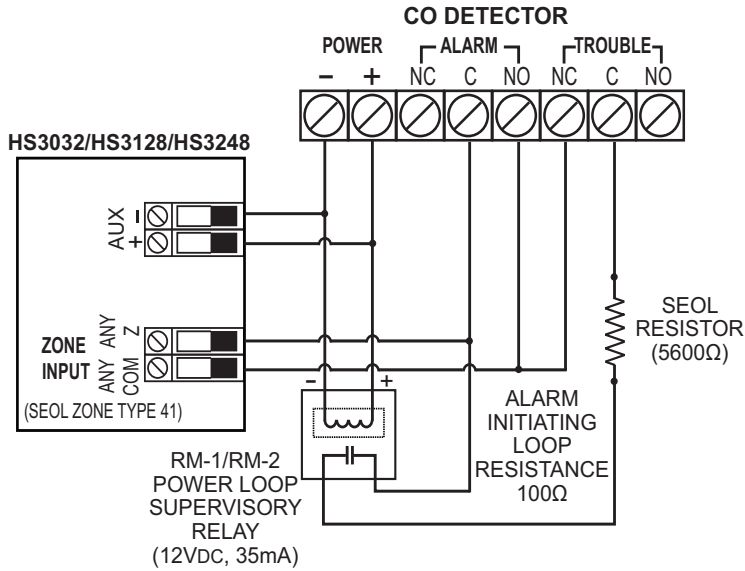 CO DETECTOR
POWER
ALARM
TROUBLE
– + NC C NO NC C NO
HS3032/HS3128/HS3248
AUX
–
+
ZONE
INPUT
ANY ANY
COM Z
(SEOL ZONE TYPE 41)
– +
SEOL
RESISTOR
(5600Ω)
ALARM
INITIATING
LOOP
RESISTANCE
100Ω
RM-1/RM-2
POWER LOOP
SUPERVISORY
RELAY
(12VDC, 35mA)